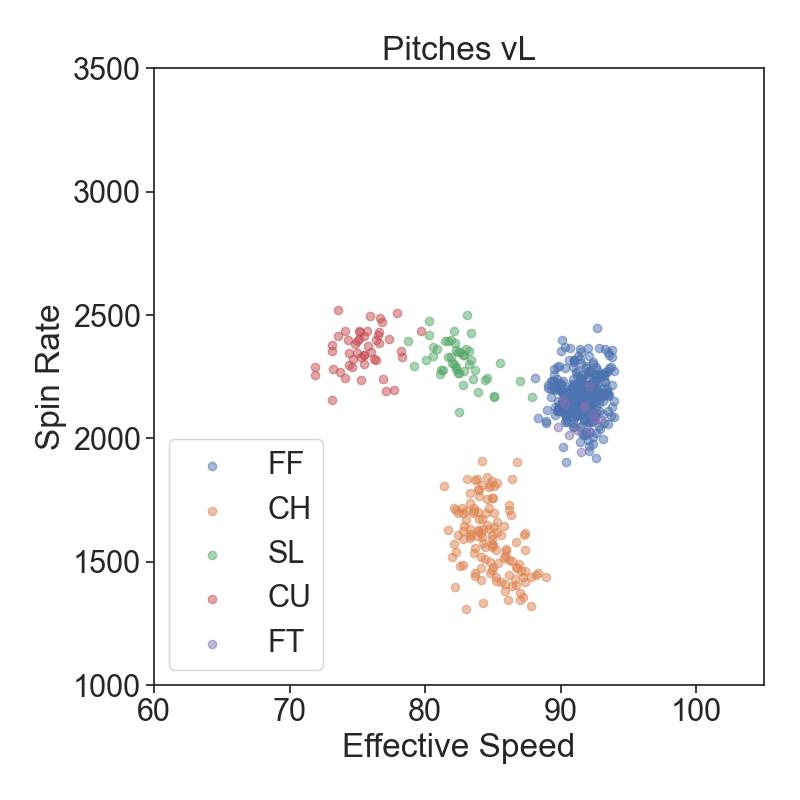 Pitches vL
3500
3000
2500
2000
1500
1000
Spin Rate
FF
CH
SL
CU
FT
60 70 80 90 100
Effective Speed